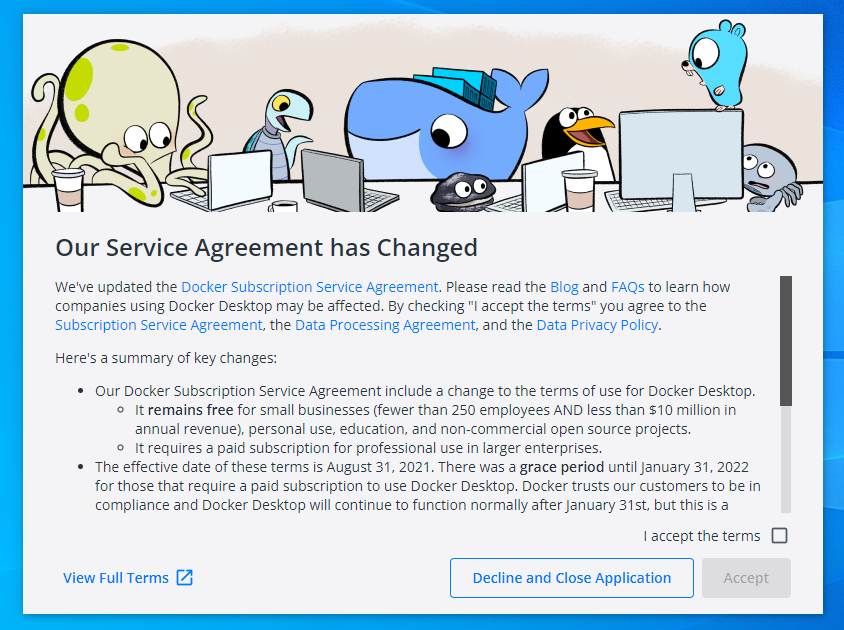 Our Service Agreement has Changed
We've updated the Docker Subscription Service Agreement. Please read the Blog and FAQs to learn how
companies using Docker Desktop may be affected. By checking "I accept the terms" you agree to the
Subscription Service Agreement, the Data Processing Agreement, and the Data Privacy Policy.
Here's a summary of key changes:
Our Docker Subscription Service Agreement include a change to the terms of use for Docker Desktop.
It remains free for small businesses (fewer than 250 employees AND less than $10 million in
annual revenue), personal use, education, and non-commercial open source projects.
It requires a paid subscription for professional use in larger enterprises.
The effective date of these terms is August 31, 2021. There was a grace period until January 31, 2022
for those that require a paid subscription to use Docker Desktop. Docker trusts our customers to be in
compliance and Docker Desktop will continue to function normally after January 31st, but this is a
I accept the terms
View Full Terms
Decline and Close Application
Accept